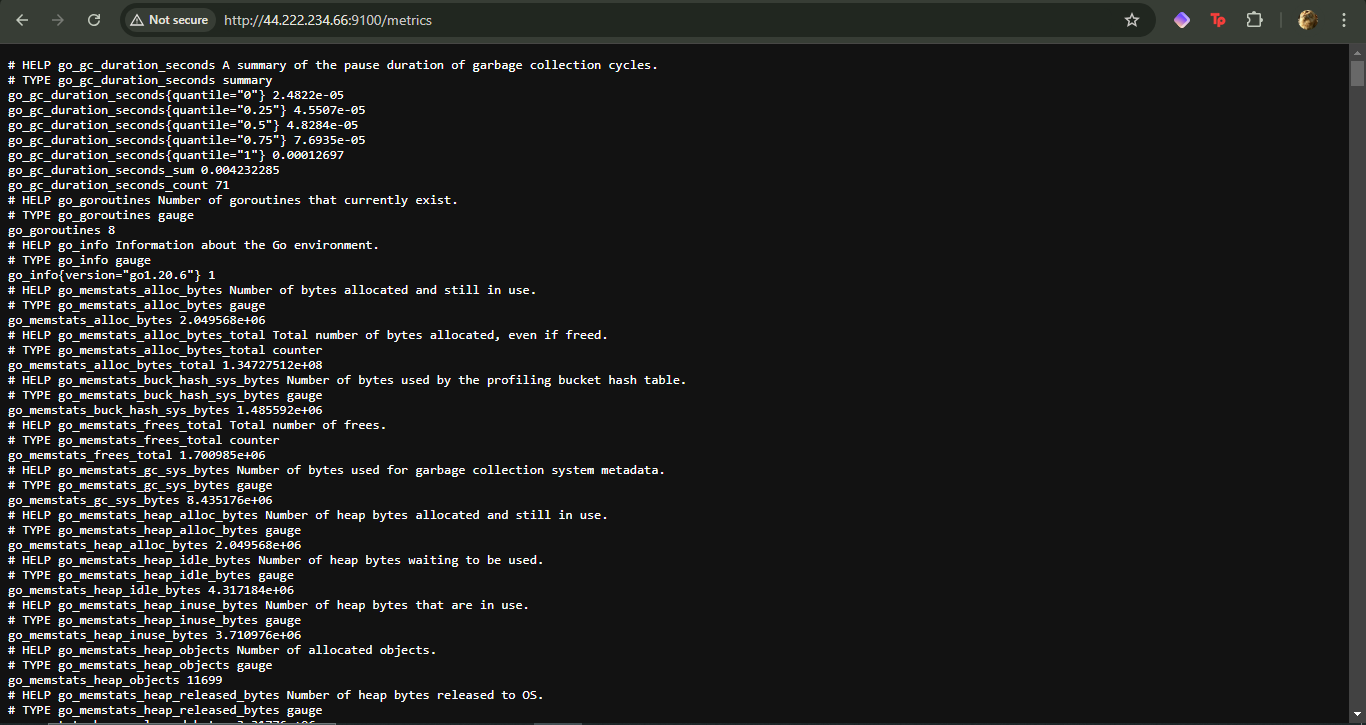 Not secure http://44.222.234.66:9100/metrics
Tp
# HELP go_gc_duration_seconds A summary of the pause duration of garbage collection cycles.
# TYPE go_gc_duration_seconds summary
go_gc_duration_seconds{quantile="0"} 2.4822e-05
go_gc_duration_seconds{quantile="0.25"} 4.5507e-05
go_gc_duration_seconds{quantile="0.5"} 4.8284e-05
go_gc_duration_seconds{quantile="0.75"} 7.6935e-05
go_gc_duration_seconds{quantile="1"} 0.00012697
go_gc_duration_seconds_sum 0.004232285
go_gc_duration_seconds_count 71
# HELP go_goroutines Number of goroutines that currently exist.
# TYPE go_goroutines gauge
go_goroutines 8
# HELP go_info Information about the Go environment.
# TYPE go_info gauge
go_info{version="go1.20.6"} 1
# HELP go_memstats_alloc_bytes Number of bytes allocated and still in use.
# TYPE go_memstats_alloc_bytes gauge
go_memstats_alloc_bytes 2.049568e+06
# HELP go_memstats_alloc_bytes_total Total number of bytes allocated, even if freed.
# TYPE go_memstats_alloc_bytes_total counter
go_memstats_alloc_bytes_total 1.34727512e+08
# HELP go_memstats_buck_hash_sys_bytes Number of bytes used by the profiling bucket hash table.
# TYPE go_memstats_buck_hash_sys_bytes gauge
go_memstats_buck_hash_sys_bytes 1.485592e+06
# HELP go_memstats_frees_total Total number of frees.
# TYPE go_memstats_frees_total counter
go_memstats_frees_total 1.700985e+06
# HELP go_memstats_gc_sys_bytes Number of bytes used for garbage collection system metadata.
# TYPE go_memstats_gc_sys_bytes gauge
go_memstats_gc_sys_bytes 8.435176e+06
# HELP go_memstats_heap_alloc_bytes Number of heap bytes allocated and still in use.
# TYPE go_memstats_heap_alloc_bytes gauge
go_memstats_heap_alloc_bytes 2.049568e+06
# HELP go_memstats_heap_idle_bytes Number of heap bytes waiting to be used.
# TYPE go_memstats_heap_idle_bytes gauge
go_memstats_heap_idle_bytes 4.317184e+06
# HELP go_memstats_heap_inuse_bytes Number of heap bytes that are in use.
# TYPE go_memstats_heap_inuse_bytes gauge
go_memstats_heap_inuse_bytes 3.710976e+06
# HELP go_memstats_heap_objects Number of allocated objects.
# TYPE go_memstats_heap_objects gauge
go_memstats_heap_objects 11699
# HELP go_memstats_heap_released_bytes Number of heap bytes released to OS.
# TYPE go_memstats_heap_released_bytes gauge